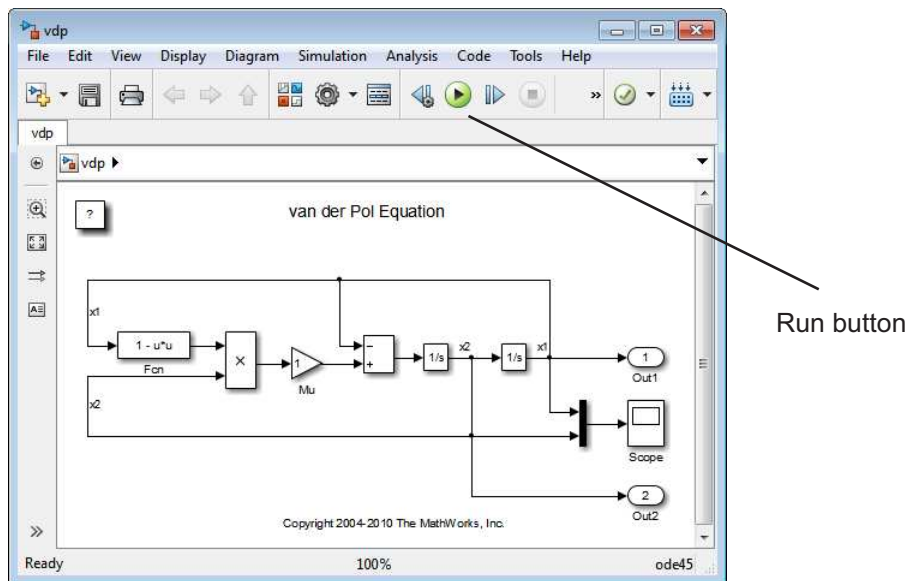 vdp
File Edit View Display Diagram Simulation Analysis Code Tools Help
»
vdp
vdp
?
van der Pol Equation
x1
1 - u*u
Fcn
×
1
Mu
−
+
1/s
x2
1/s
x1
1
Out1
x2
Scope
2
Out2
Copyright 2004-2010 The MathWorks, Inc.
Ready 100% ode45
Run button